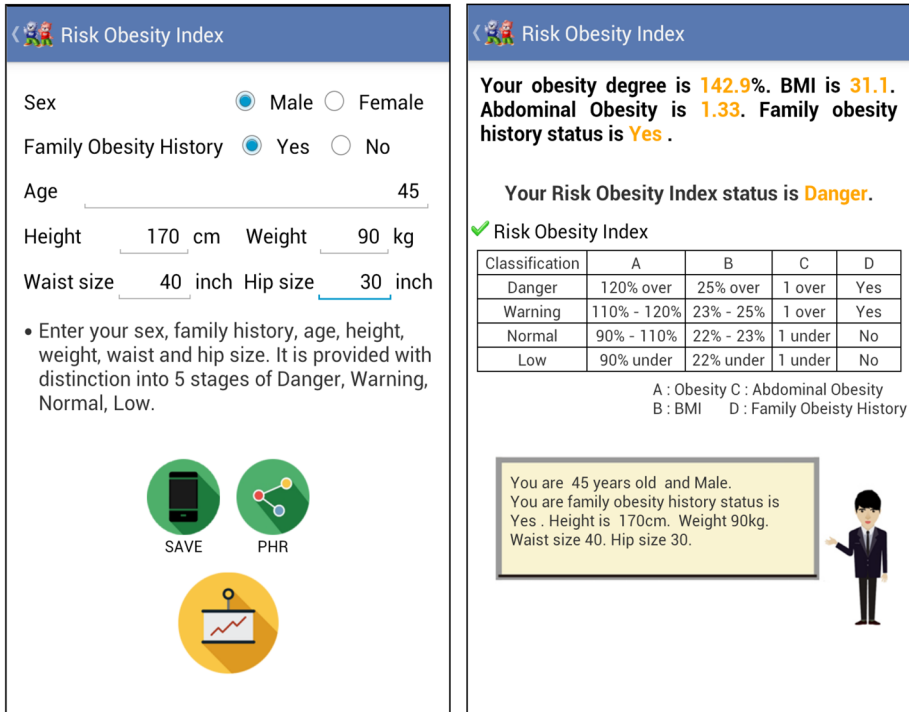 Risk Obesity Index
Sex Male Female
Family Obesity History Yes No
Age 45
Height 170 cm Weight 90 kg
Waist size 40 inch Hip size 30 inch
• Enter your sex, family history, age, height,
weight, waist and hip size. It is provided with
distinction into 5 stages of Danger, Warning,
Normal, Low.
SAVE PHR
Risk Obesity Index
Your obesity degree is 142.9%. BMI is 31.1.
Abdominal Obesity is 1.33. Family obesity
history status is Yes .
Your Risk Obesity Index status is Danger.
Risk Obesity Index
Classification A B C D
Danger 120% over 25% over 1 over Yes
Warning 110% - 120% 23% - 25% 1 over Yes
Normal 90% - 110% 22% - 23% 1 under No
Low 90% under 22% under 1 under No
A : Obesity C : Abdominal Obesity
B : BMI D : Family Obeisty History
You are 45 years old and Male.
You are family obesity history status is
Yes . Height is 170cm. Weight 90kg.
Waist size 40. Hip size 30.